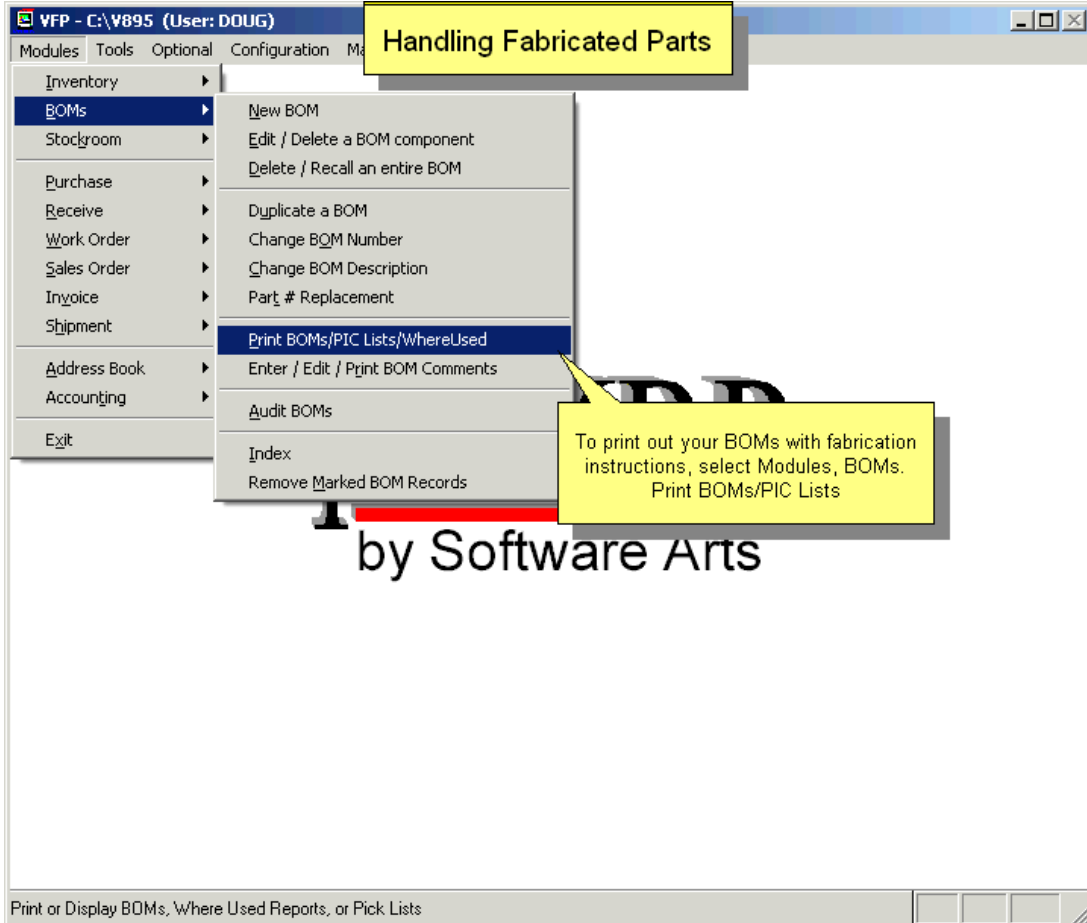 VFP - C:\V895 (User: DOUG)
Handling Fabricated Parts
Modules Tools Optional Configuration
Inventory
BOMs
Stockroom
Purchase
Receive
Work Order
Sales Order
Invoice
Shipment
Address Book
Accounting
Exit
New BOM
Edit / Delete a BOM component
Delete / Recall an entire BOM
Duplicate a BOM
Change BOM Number
Change BOM Description
Part # Replacement
Print BOMs/PIC Lists/WhereUsed
Enter / Edit / Print BOM Comments
Audit BOMs
Index
Remove Marked BOM Records
To print out your BOMs with fabrication
instructions, select Modules, BOMs.
Print BOMs/PIC Lists
by Software Arts
Print or Display BOMs, Where Used Reports, or Pick Lists